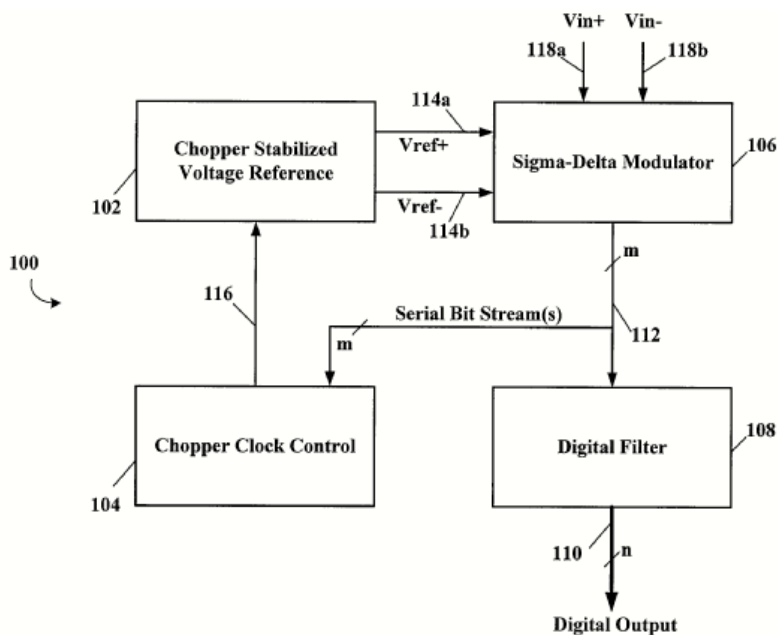 Vin+ Vin-
118a 118b
114a
Chopper Stabilized
Voltage Reference
Vref+
Sigma-Delta Modulator
106
102
Vref-
114b
m
100
116
Serial Bit Stream(s)
112
m
Chopper Clock Control
Digital Filter
108
104
110
n
Digital Output